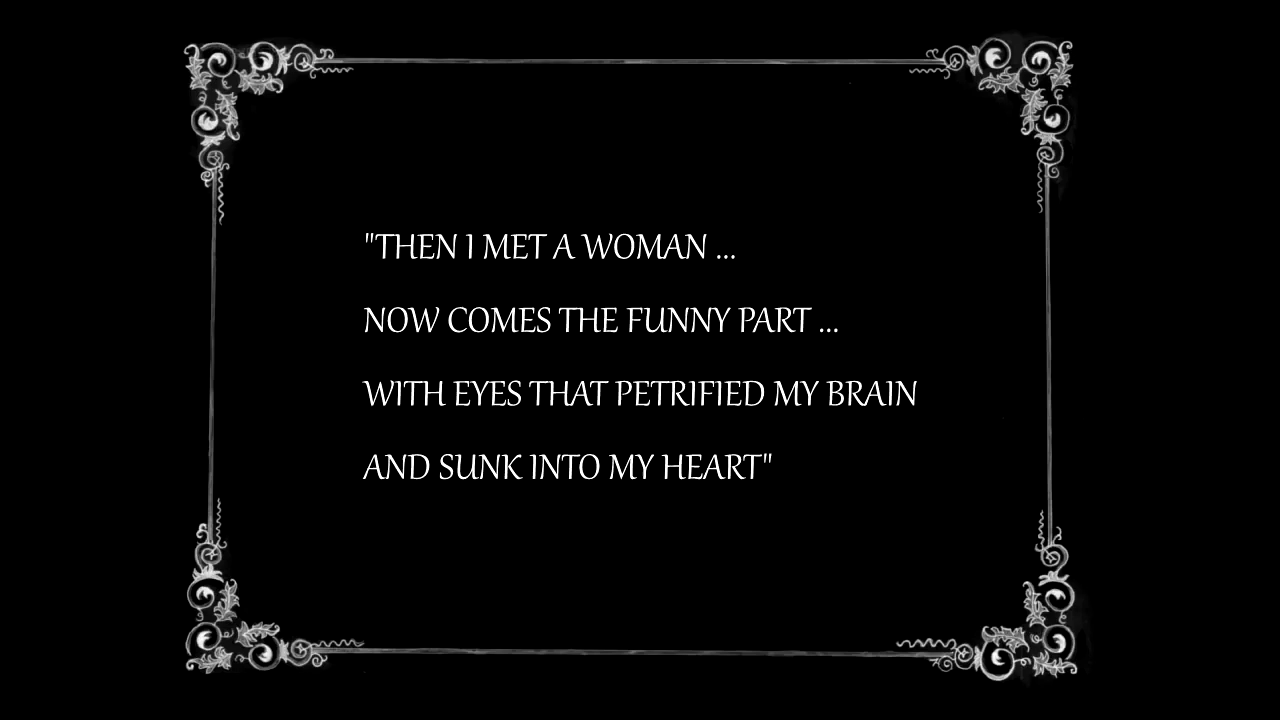 "THEN I MET A WOMAN ...
NOW COMES THE FUNNY PART ...
WITH EYES THAT PETRIFIED MY BRAIN
AND SUNK INTO MY HEART"